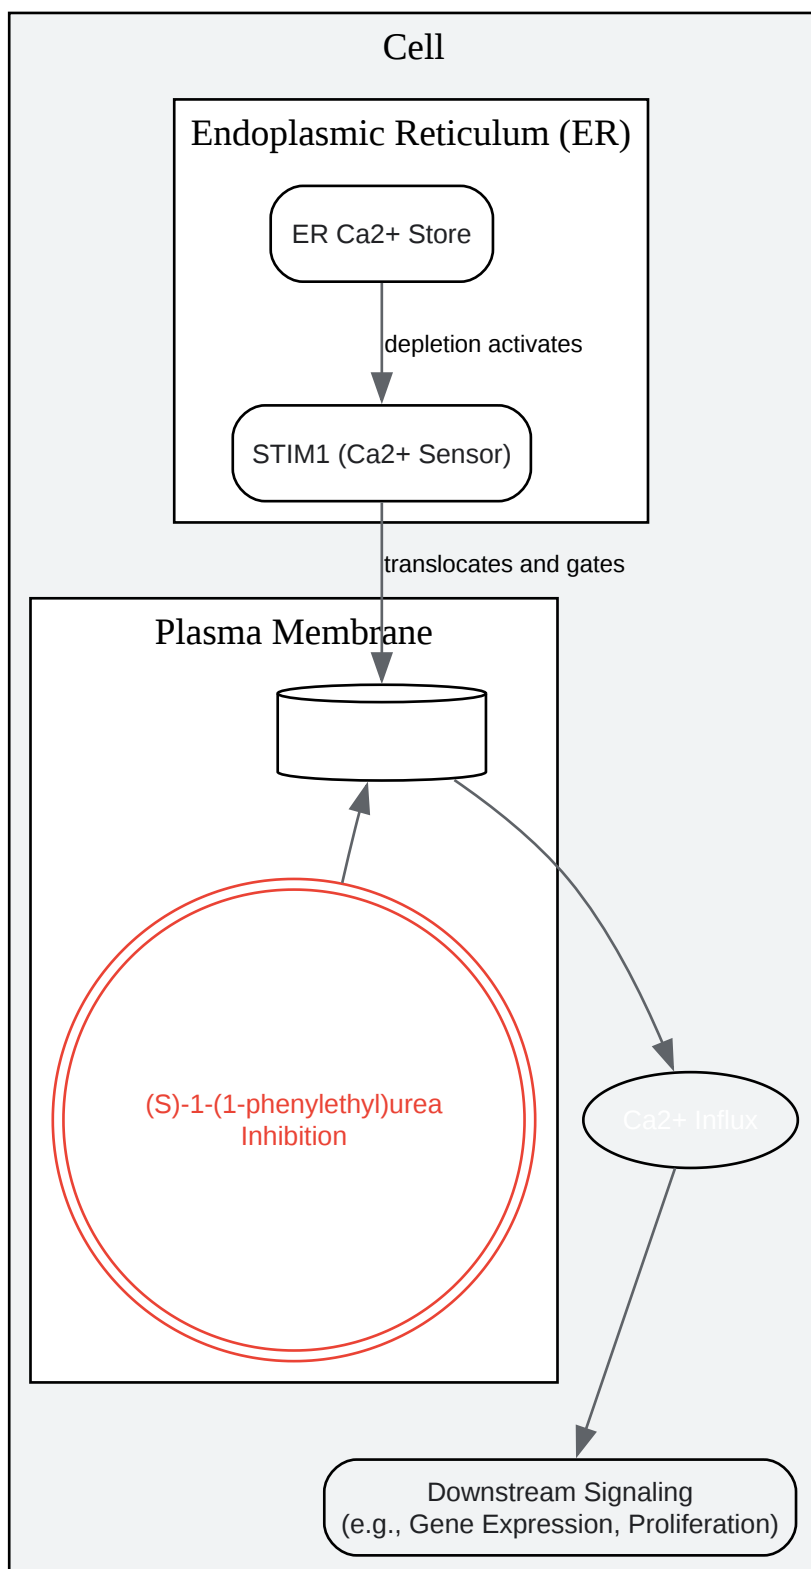 Cell
Endoplasmic Reticulum (ER)
ER Ca2+ Store
depletion activates
STIM1 (Ca2+ Sensor)
translocates and gates
Plasma Membrane
(S)-1-(1-phenylethyl)urea
Inhibition
Ca2+ Influx
Downstream Signaling
(e.g., Gene Expression, Proliferation)